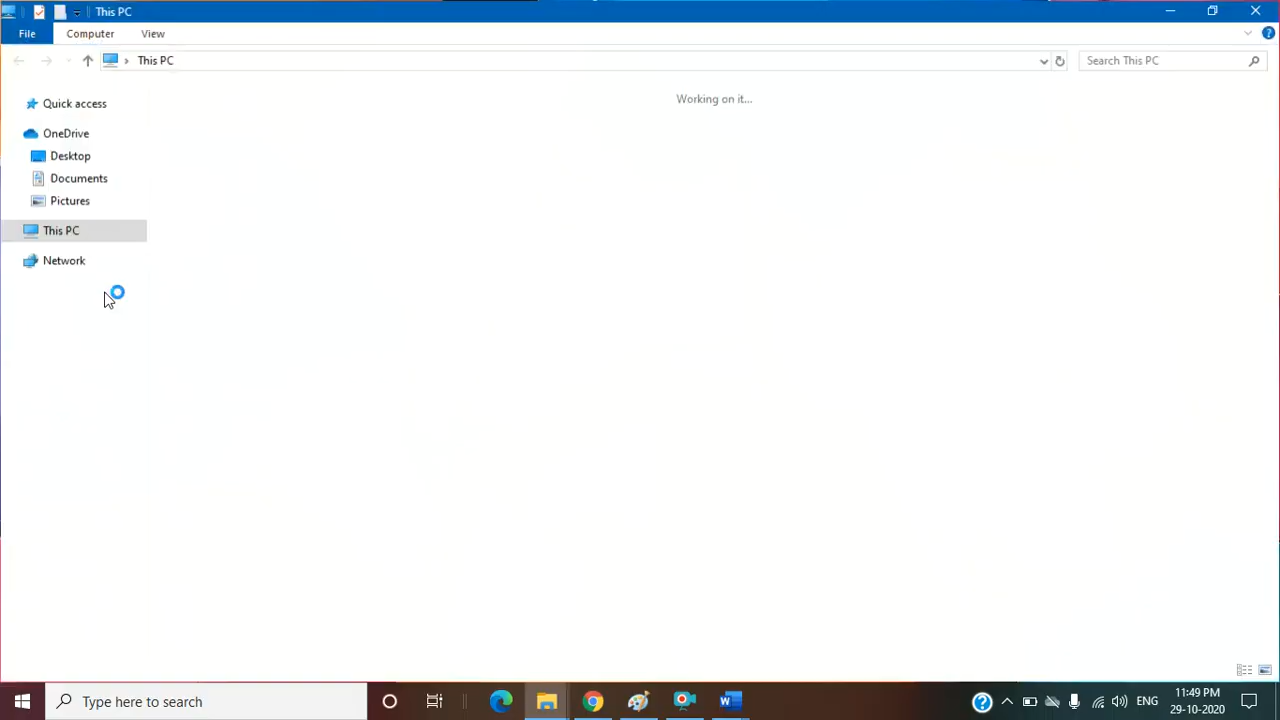 This PC
File Computer View
This PC
Search This PC
Working on it...
Quick access
OneDrive
Desktop
Documents
Pictures
This PC
Network
Type here to search
W
ENG
11:49 PM
29-10-2020